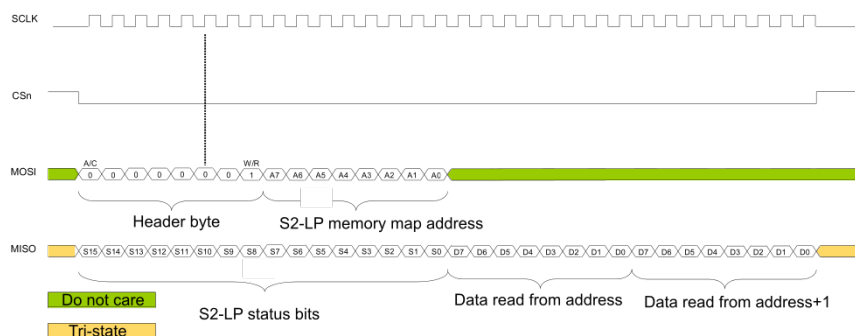 SCLK
CSn
A/C W/R
MOSI 0 0 0 0 0 0 0 1 A7 A6 A5 A4 A3 A2 A1 A0
Header byte S2-LP memory map address
MISO S15 S14 S13 S12 S11 S10 S9 S8 S7 S6 S5 S4 S3 S2 S1 S0 D7 D6 D5 D4 D3 D2 D1 D0 D7 D6 D5 D4 D3 D2 D1 D0
Do not care S2-LP status bits Data read from address Data read from address+1
Tri-state